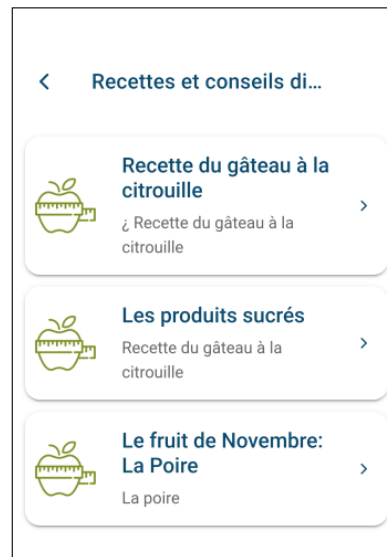 Recettes et conseils di...
Recette du gâteau à la
citrouille
¿ Recette du gâteau à la
citrouille
Les produits sucrés
Recette du gâteau à la
citrouille
Le fruit de Novembre:
La Poire
La poire